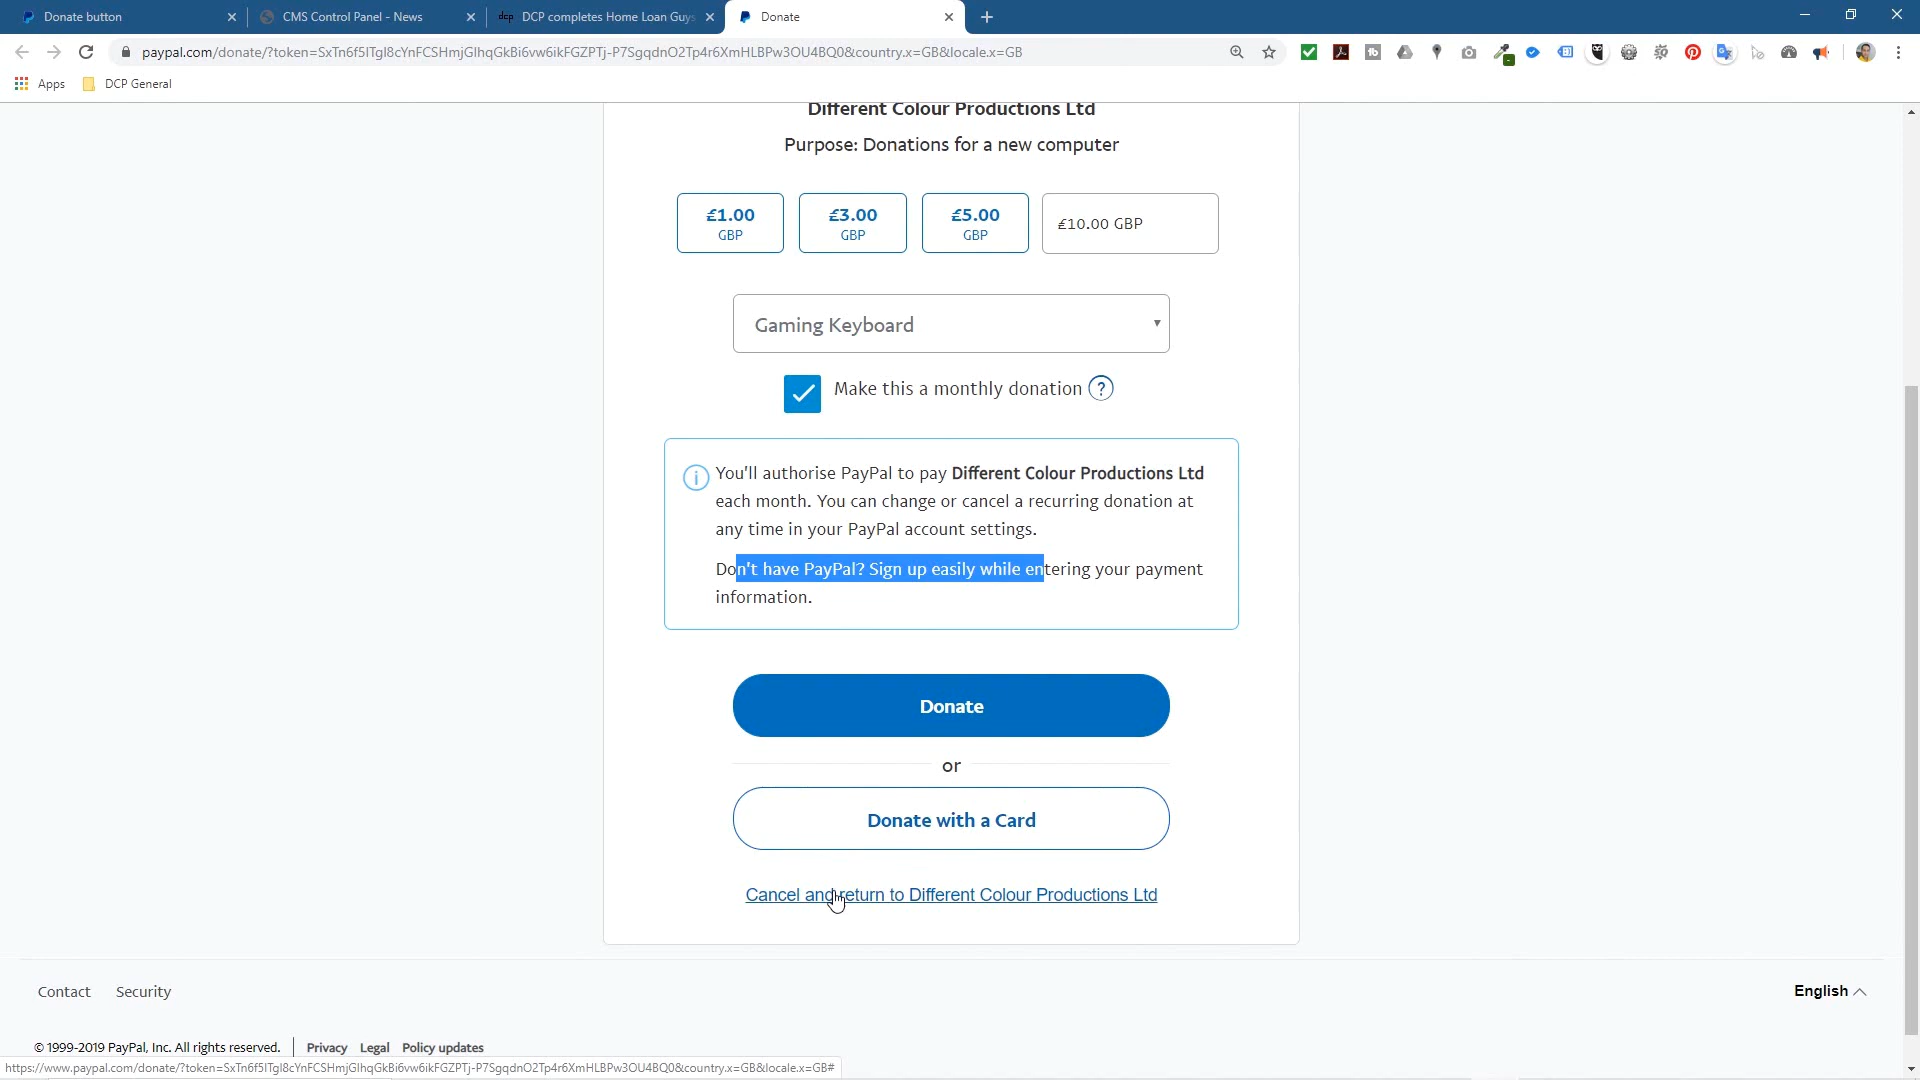 Donate button
CMS Control Panel - News
dcp DCP completes Home Loan Guys
Donate
paypal.com/donate/?token=SxTn6f5ITgl8cYnFCSHmjGlhqGkBi6vw6ikFGZPTj-P7SgqdnO2Tp4r6XmHLBPw3OU4BQ0&country.x=GB&locale.x=GB
Apps DCP General
Different Colour Productions Ltd
Purpose: Donations for a new computer
£1.00 £3.00 £5.00 £10.00 GBP
GBP GBP GBP
Gaming Keyboard
Make this a monthly donation ?
You'll authorise PayPal to pay Different Colour Productions Ltd
each month. You can change or cancel a recurring donation at
any time in your PayPal account settings.
Don't have PayPal? Sign up easily while entering your payment
information.
Donate
or
Donate with a Card
Cancel and return to Different Colour Productions Ltd
Contact Security
English
© 1999-2019 PayPal, Inc. All rights reserved. Privacy Legal Policy updates
https://www.paypal.com/donate/?token=SxTn6f5ITgl8cYnFCSHmjGlhqGkBi6vw6ikFGZPTj-P7SgqdnO2Tp4r6XmHLBPw3OU4BQ0&country.x=GB&locale.x=GB#